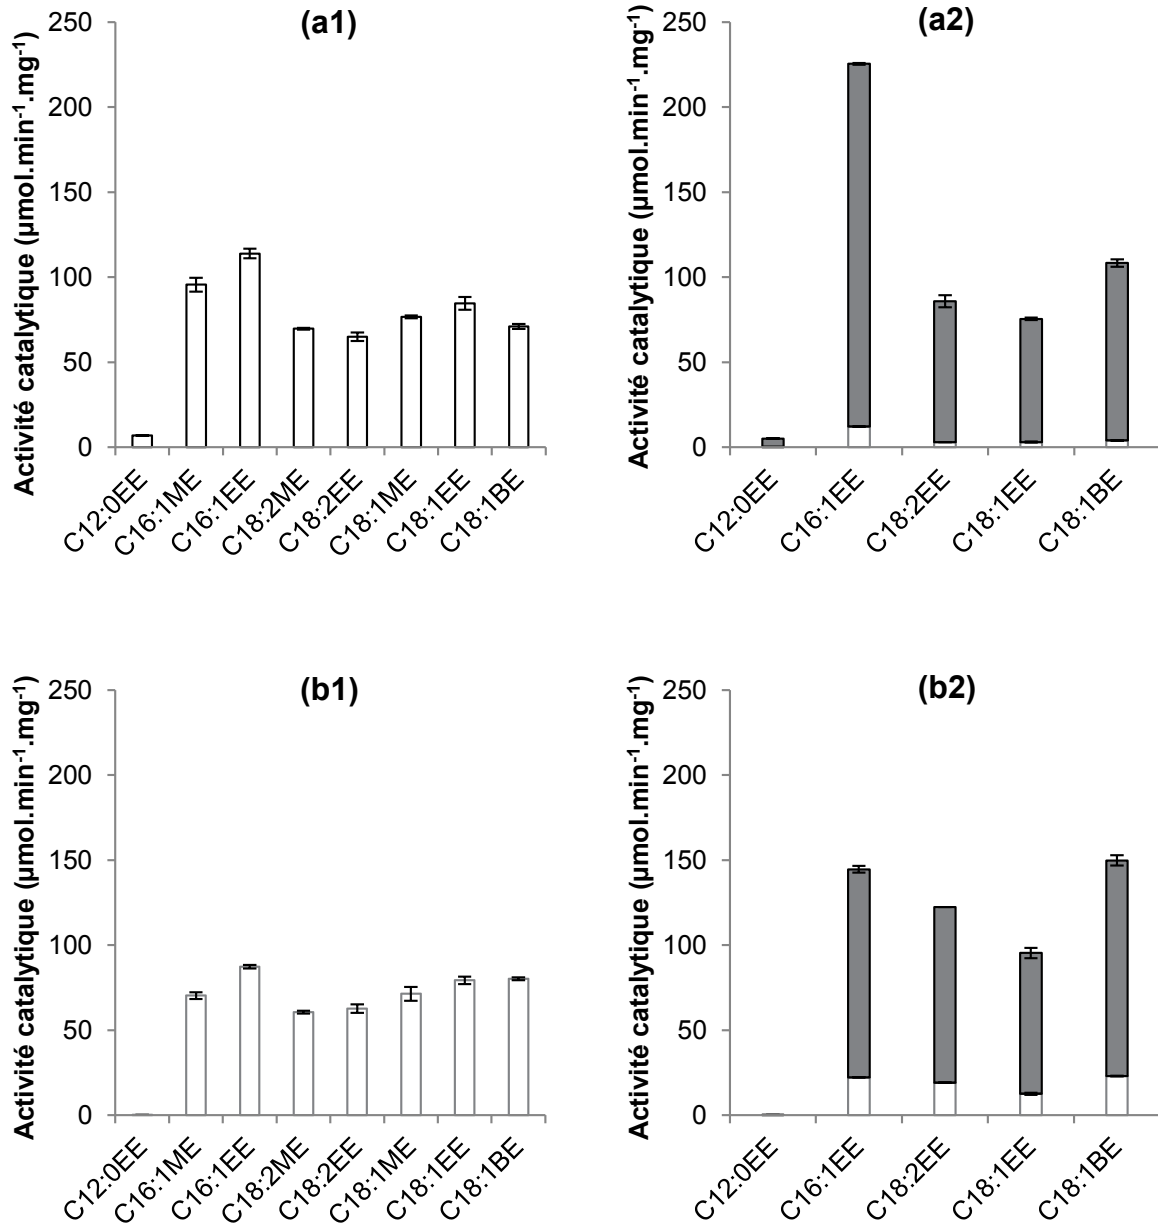 (a1)
Activité catalytique (µmol.min⁻¹.mg⁻¹)
250
200
150
100
50
0
C12:0EE
C16:1ME
C16:1EE
C18:2ME
C18:2EE
C18:1ME
C18:1EE
C18:1BE
(a2)
Activité catalytique (µmol.min⁻¹.mg⁻¹)
250
200
150
100
50
0
C12:0EE
C16:1EE
C18:2EE
C18:1EE
C18:1BE
(b1)
Activité catalytique (µmol.min⁻¹.mg⁻¹)
250
200
150
100
50
0
C12:0EE
C16:1ME
C16:1EE
C18:2ME
C18:2EE
C18:1ME
C18:1EE
C18:1BE
(b2)
Activité catalytique (µmol.min⁻¹.mg⁻¹)
250
200
150
100
50
0
C12:0EE
C16:1EE
C18:2EE
C18:1EE
C18:1BE